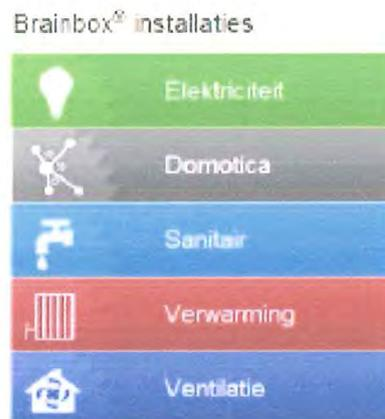 Brainbox® installaties
Elektriciteit
Domotica
Sanitair
Verwarming
Ventilatie